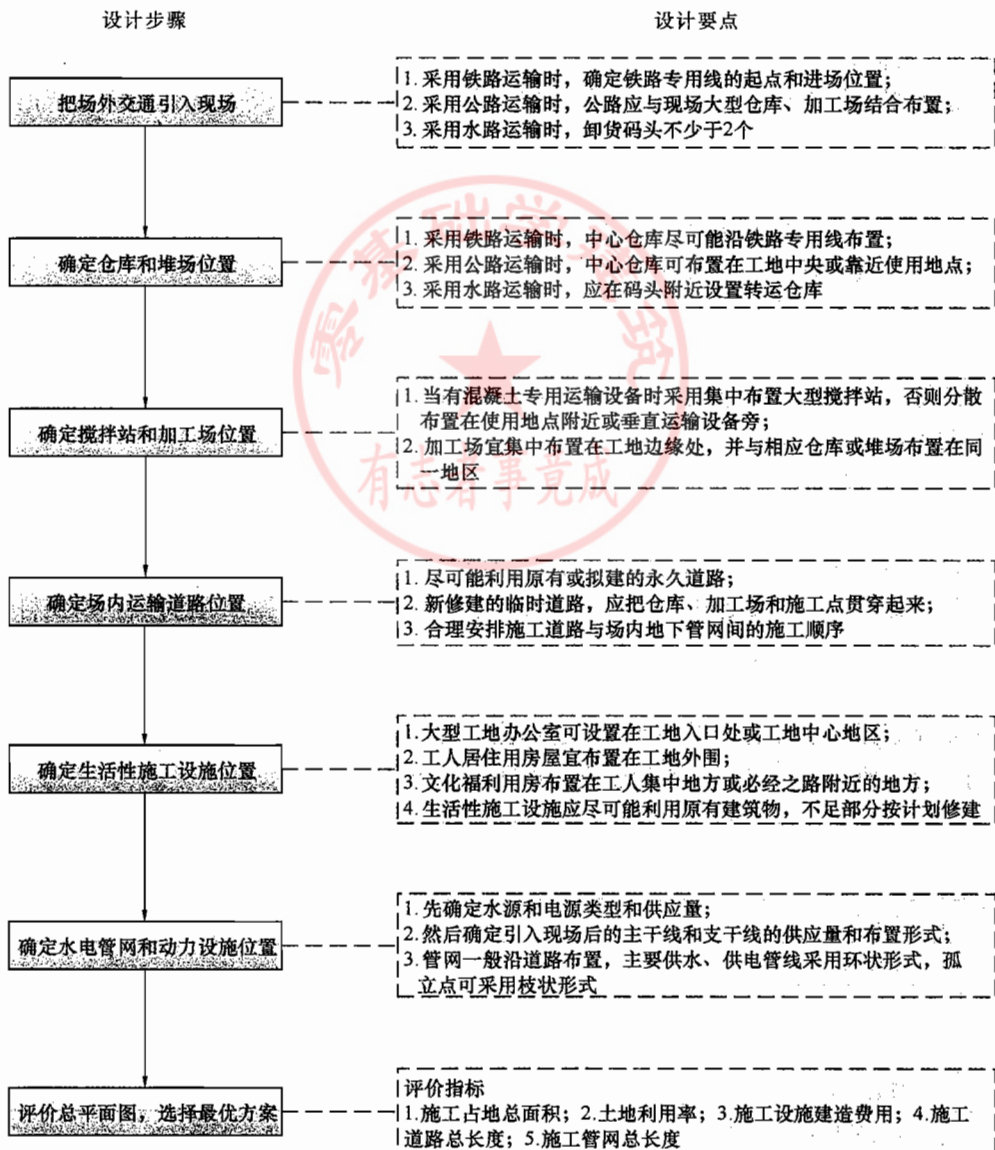 设计步骤
设计要点
把场外交通引入现场
1. 采用铁路运输时，确定铁路专用线的起点和进场位置；
2. 采用公路运输时，公路应与现场大型仓库、加工场结合布置；
3. 采用水路运输时，卸货码头不少于2个
确定仓库和堆场位置
1. 采用铁路运输时，中心仓库尽可能沿铁路专用线布置；
2. 采用公路运输时，中心仓库可布置在工地中央或靠近使用地点；
3. 采用水路运输时，应在码头附近设置转运仓库
确定搅拌站和加工场位置
1. 当有混凝土专用运输设备时采用集中布置大型搅拌站，否则分散
布置在使用地点附近或垂直运输设备旁；
2. 加工场宜集中布置在工地边缘处，并与相应仓库或堆场布置在同
一地区
确定场内运输道路位置
1. 尽可能利用原有或拟建的永久道路；
2. 新修建的临时道路，应把仓库、加工场和施工点贯穿起来；
3. 合理安排施工道路与场内地下管网间的施工顺序
确定生活性施工设施位置
1. 大型工地办公室可设置在工地入口处或工地中心地区；
2. 工人居住用房屋宜布置在工地外围；
3. 文化福利用房布置在工人集中地方或必经之路附近的地方；
4. 生活性施工设施应尽可能利用原有建筑物，不足部分按计划修建
确定水电管网和动力设施位置
1. 先确定水源和电源类型和供应量；
2. 然后确定引入现场后的主干线和支干线的供应量和布置形式；
3. 管网一般沿道路布置，主要供水、供电管线采用环状形式，孤
立点可采用枝状形式
评价总平面图，选择最优方案
评价指标
1.施工占地总面积；2.土地利用率；3.施工设施建造费用；4.施工
道路总长度；5.施工管网总长度
零基础学建筑
有志者事竟成